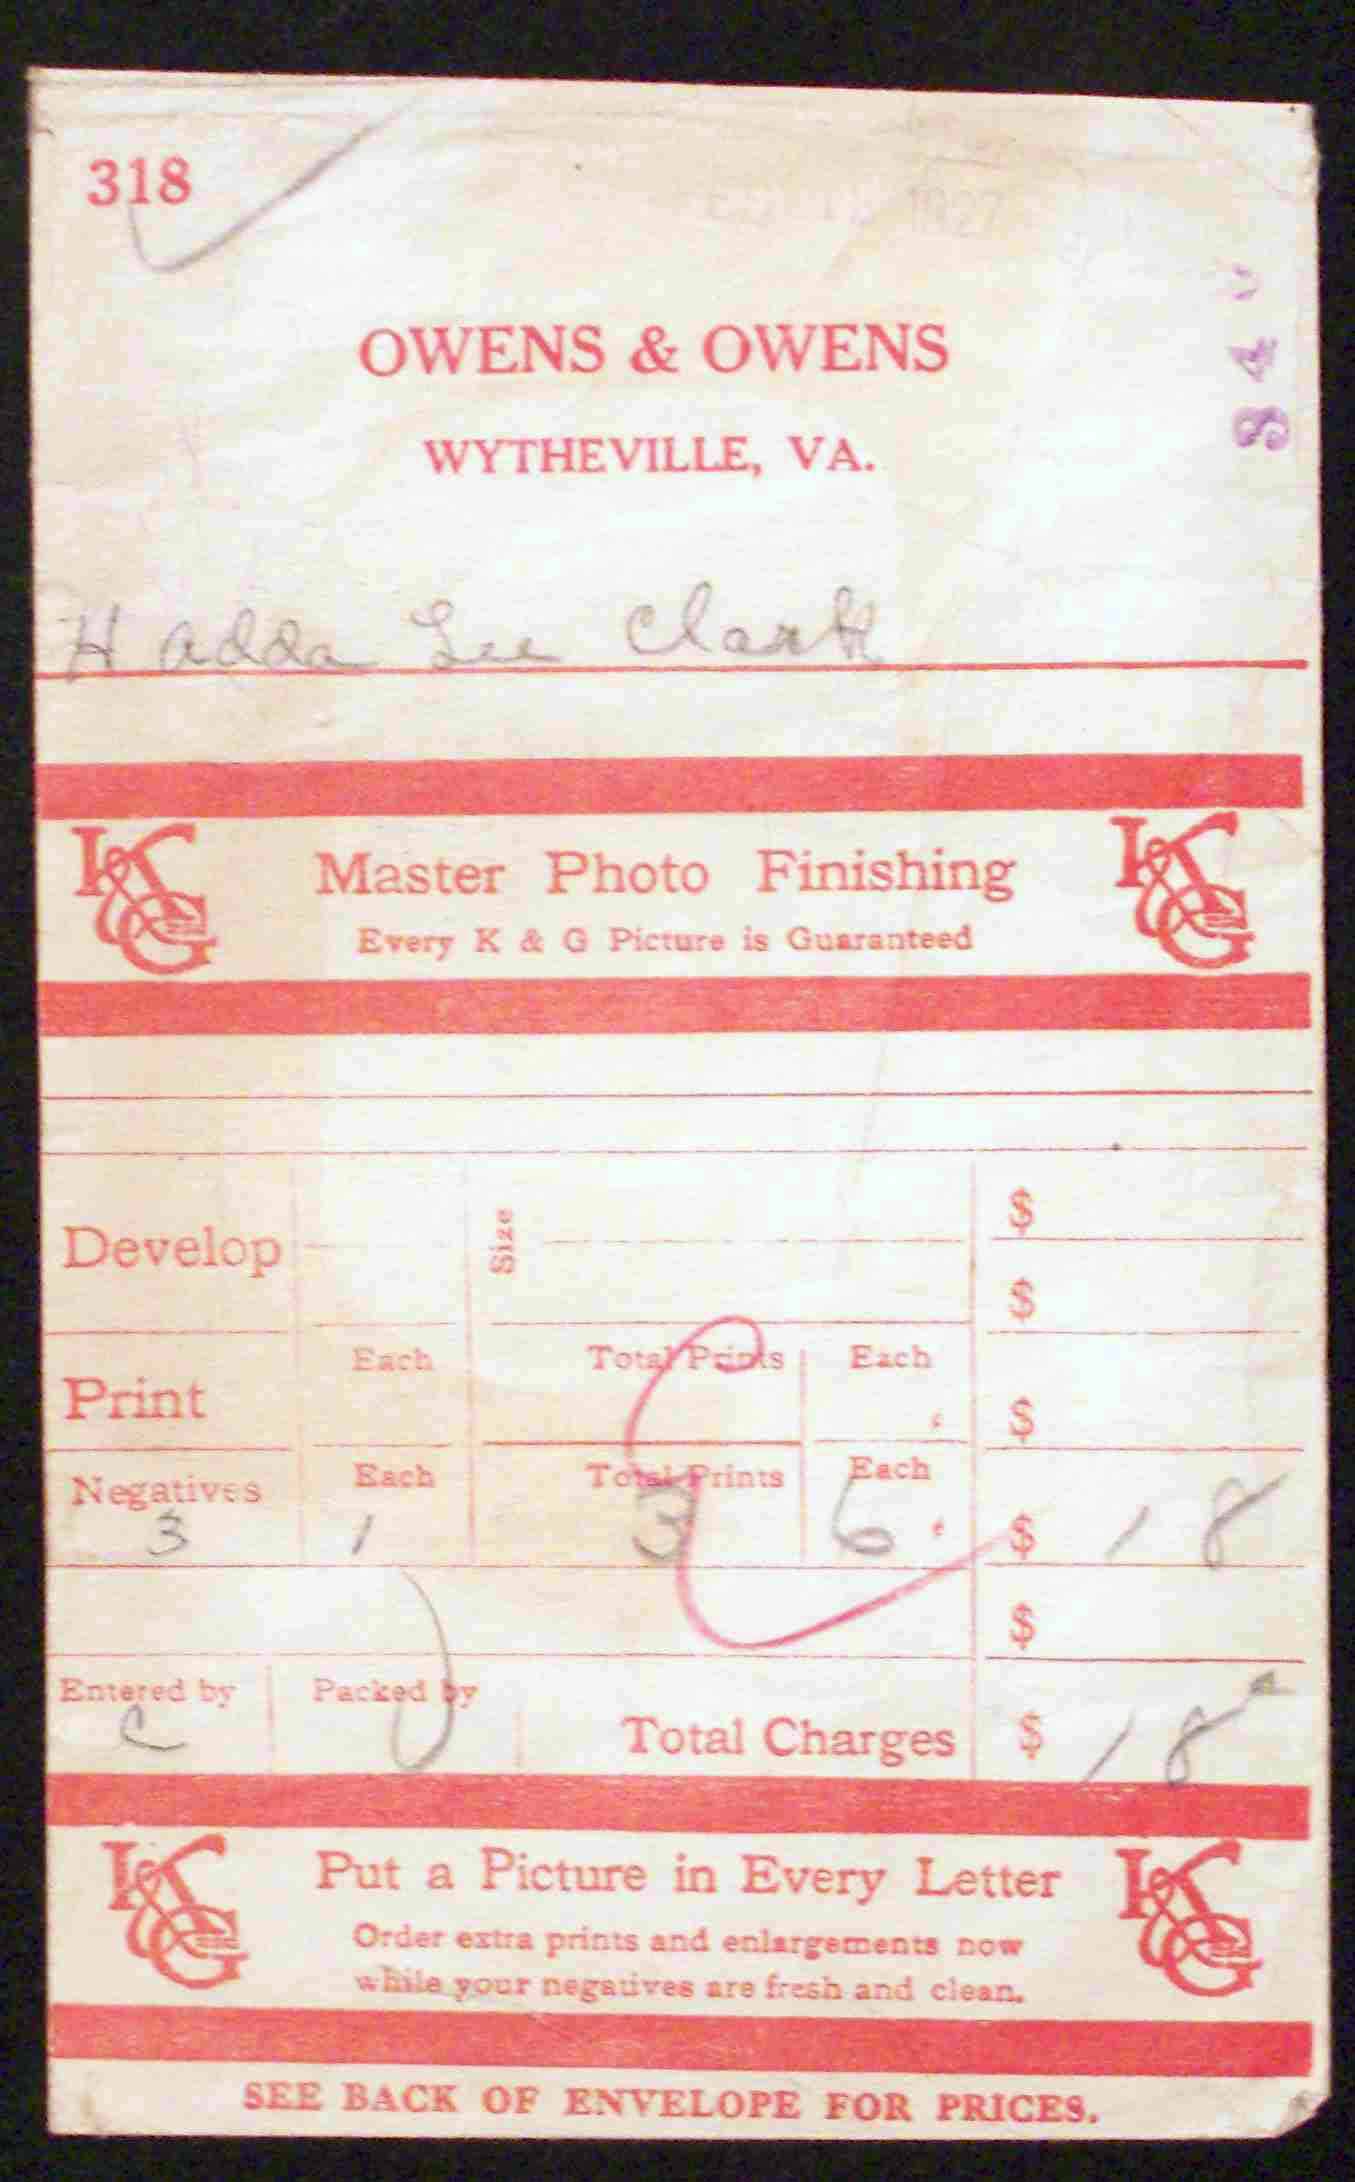 318
1927
OWENS & OWENS
WYTHEVILLE, VA.
Hadda Lee Clark
K&G Master Photo Finishing K&G
Every K & G Picture is Guaranteed
Develop Size $
$
Each Total Prints Each
Print ¢ $
Negatives Each Total Prints Each
3 1 3 6 ¢ $ 18
$
Entered by Packed by
C Total Charges $ 18
K&G Put a Picture in Every Letter K&G
Order extra prints and enlargements now
while your negatives are fresh and clean.
SEE BACK OF ENVELOPE FOR PRICES.